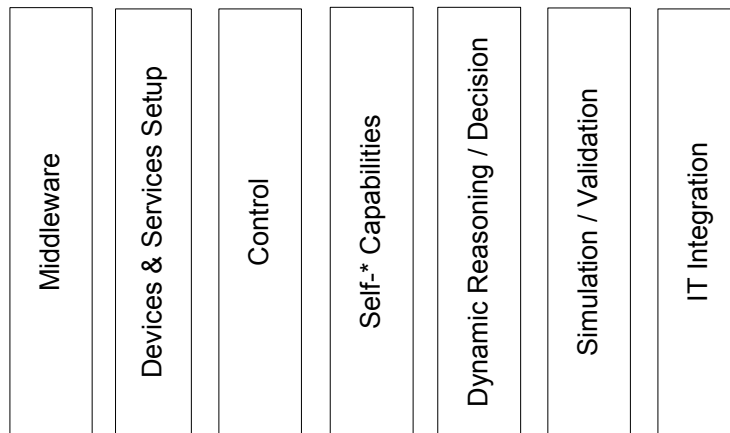 Middleware
Devices & Services Setup
Control
Self-* Capabilities
Dynamic Reasoning / Decision
Simulation / Validation
IT Integration